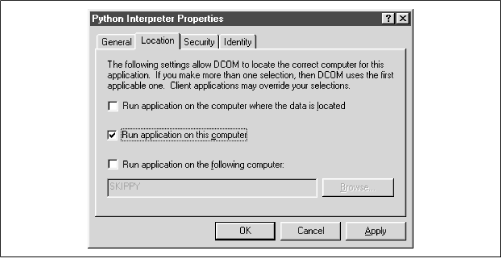 Python Interpreter Properties
General Location Security Identity
The following settings allow DCOM to locate the correct computer for this
application. If you make more than one selection, then DCOM uses the first
applicable one. Client applications may override your selections.
Run application on the computer where the data is located
Run application on this computer
Run application on the following computer:
SKIPPY Browse...
OK Cancel Apply